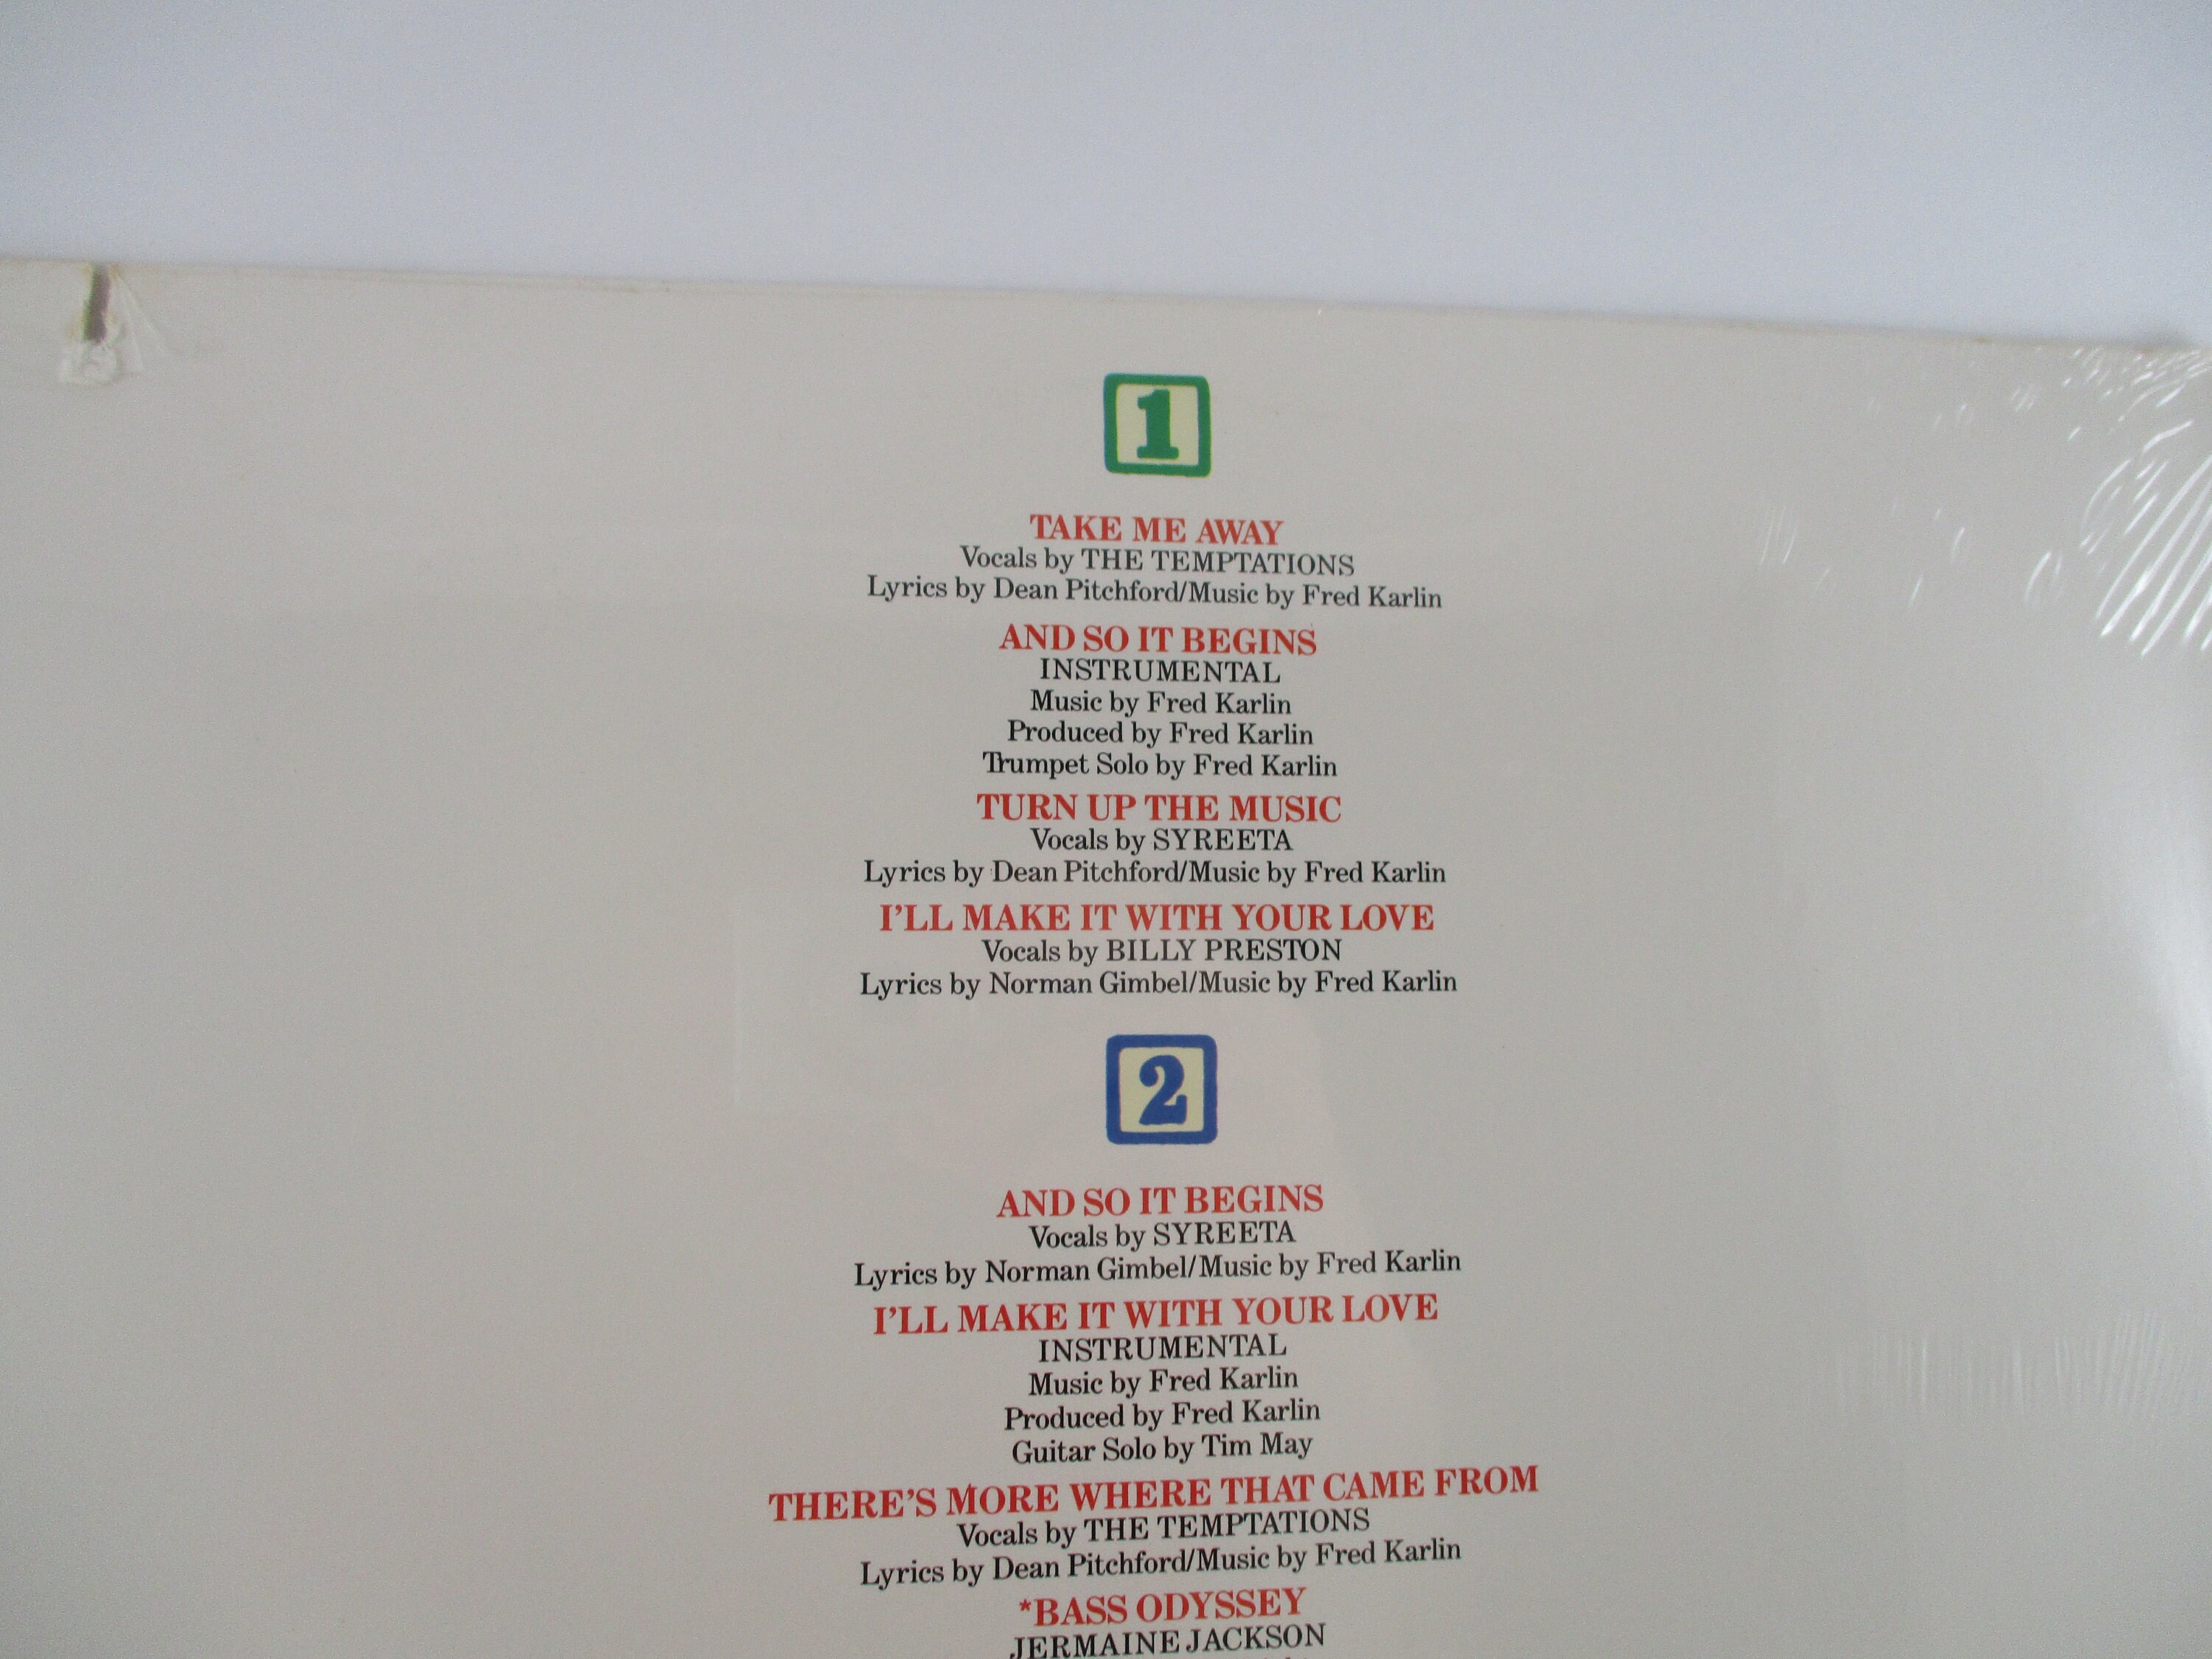 1
TAKE ME AWAY
Vocals by THE TEMPTATIONS
Lyrics by Dean Pitchford/Music by Fred Karlin
AND SO IT BEGINS
INSTRUMENTAL
Music by Fred Karlin
Produced by Fred Karlin
Trumpet Solo by Fred Karlin
TURN UP THE MUSIC
Vocals by SYREETA
Lyrics by Dean Pitchford/Music by Fred Karlin
I'LL MAKE IT WITH YOUR LOVE
Vocals by BILLY PRESTON
Lyrics by Norman Gimbel/Music by Fred Karlin
2
AND SO IT BEGINS
Vocals by SYREETA
Lyrics by Norman Gimbel/Music by Fred Karlin
I'LL MAKE IT WITH YOUR LOVE
INSTRUMENTAL
Music by Fred Karlin
Produced by Fred Karlin
Guitar Solo by Tim May
THERE'S MORE WHERE THAT CAME FROM
Vocals by THE TEMPTATIONS
Lyrics by Dean Pitchford/Music by Fred Karlin
*BASS ODYSSEY
JERMAINE JACKSON